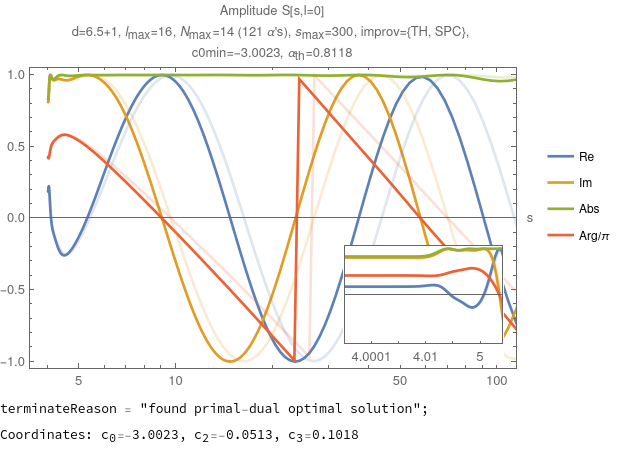 Amplitude S[s,l=0]
d=6.5+1, lmax=16, Nmax=14 (121 α's), smax=300, improv={TH, SPC},
c0min=-3.0023, αth=0.8118
1.0
0.5
0.0
-0.5
-1.0
s
Re
Im
Abs
Arg/π
4.0001 4.01 5
5 10 50 100
terminateReason = "found primal-dual optimal solution";
Coordinates: c0=-3.0023, c2=-0.0513, c3=0.1018